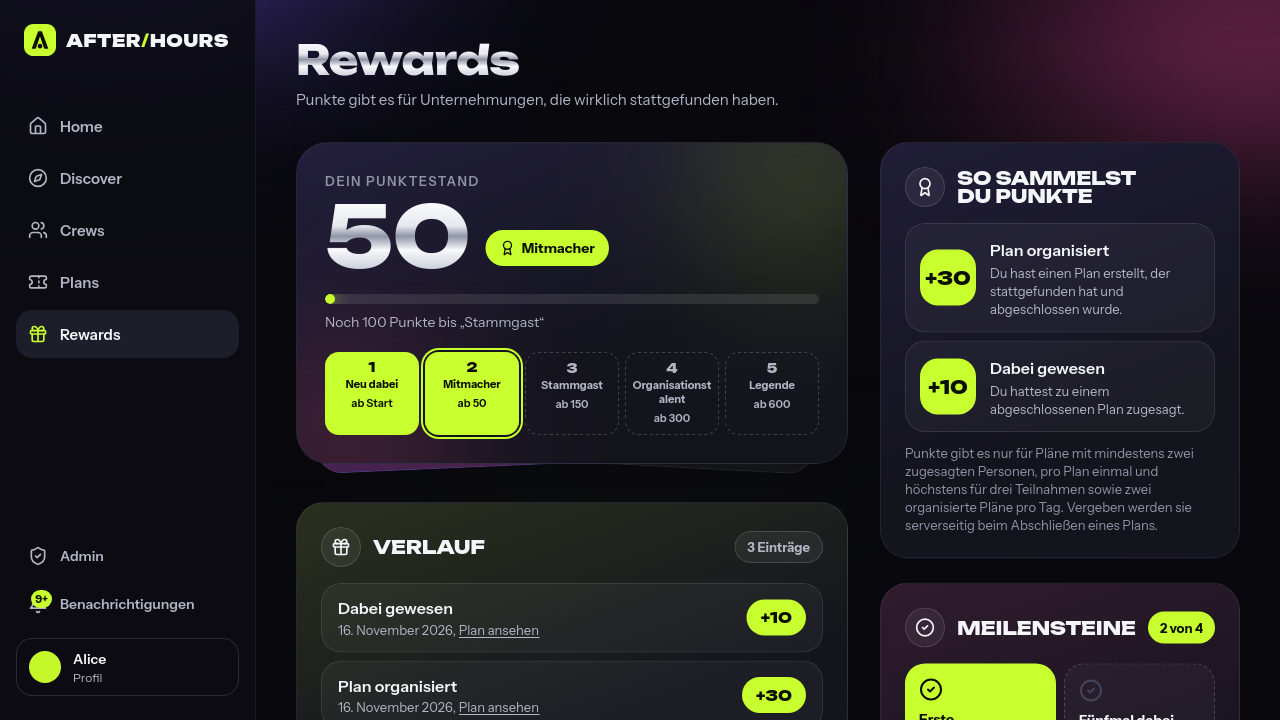 AFTER/HOURS
Home
Discover
Crews
Plans
Rewards
Admin
9+
Benachrichtigungen
Alice
Profil
Rewards
Punkte gibt es für Unternehmungen, die wirklich stattgefunden haben.
DEIN PUNKTESTAND
50
Mitmacher
Noch 100 Punkte bis „Stammgast“
1
Neu dabei
ab Start
2
Mitmacher
ab 50
3
Stammgast
ab 150
4
Organisationst
alent
ab 300
5
Legende
ab 600
VERLAUF
3 Einträge
Dabei gewesen
16. November 2026, Plan ansehen
+10
Plan organisiert
16. November 2026, Plan ansehen
+30
SO SAMMELST
DU PUNKTE
+30
Plan organisiert
Du hast einen Plan erstellt, der
stattgefunden hat und
abgeschlossen wurde.
+10
Dabei gewesen
Du hattest zu einem
abgeschlossenen Plan zugesagt.
Punkte gibt es nur für Pläne mit mindestens zwei
zugesagten Personen, pro Plan einmal und
höchstens für drei Teilnahmen sowie zwei
organisierte Pläne pro Tag. Vergeben werden sie
serverseitig beim Abschließen eines Plans.
MEILENSTEINE
2 von 4
Erste
Fünfmal dabei